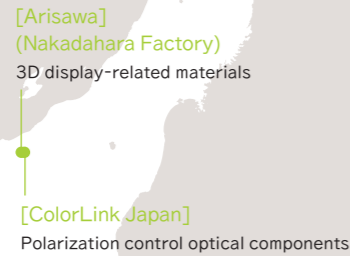 [Arisawa]
(Nakadahara Factory)
3D display-related materials
[ColorLink Japan]
Polarization control optical components